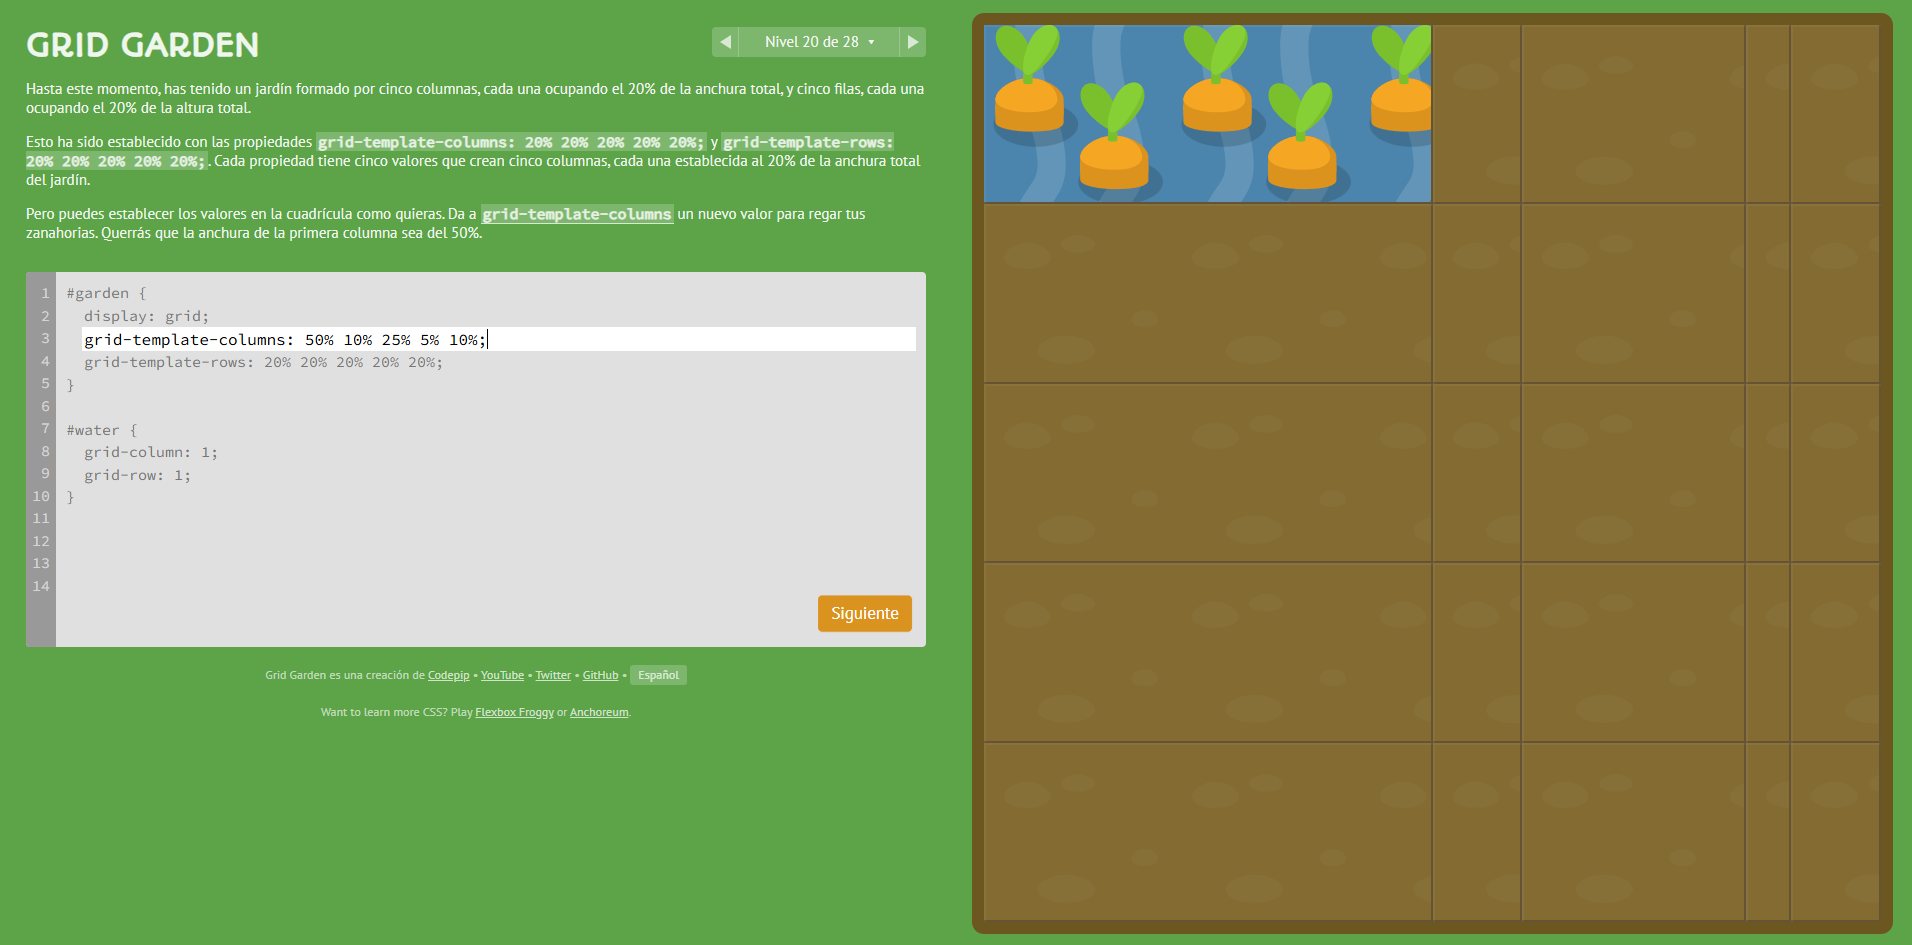 GRID GARDEN
◀ Nivel 20 de 28 ▾ ▶
Hasta este momento, has tenido un jardín formado por cinco columnas, cada una ocupando el 20% de la anchura total, y cinco filas, cada una
ocupando el 20% de la altura total.
Esto ha sido establecido con las propiedades grid-template-columns: 20% 20% 20% 20% 20%; y grid-template-rows:
20% 20% 20% 20% 20%;. Cada propiedad tiene cinco valores que crean cinco columnas, cada una establecida al 20% de la anchura total
del jardín.
Pero puedes establecer los valores en la cuadrícula como quieras. Da a grid-template-columns un nuevo valor para regar tus
zanahorias. Querrás que la anchura de la primera columna sea del 50%.
1 #garden {
2 display: grid;
3 grid-template-columns: 50% 10% 25% 5% 10%;
4 grid-template-rows: 20% 20% 20% 20% 20%;
5 }
6
7 #water {
8 grid-column: 1;
9 grid-row: 1;
10 }
11
12
13
14
Siguiente
Grid Garden es una creación de Codepip • YouTube • Twitter • GitHub • Español
Want to learn more CSS? Play Flexbox Froggy or Anchoreum.